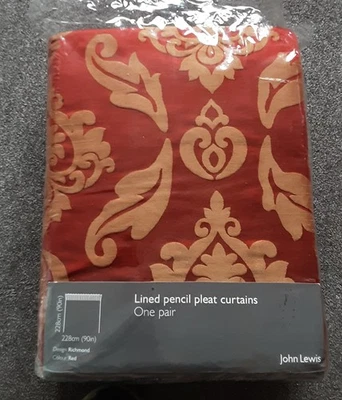 Lined pencil pleat curtains
One pair
228cm (90in)
228cm (90in)
Design Richmond
Colour Red
John Lewis